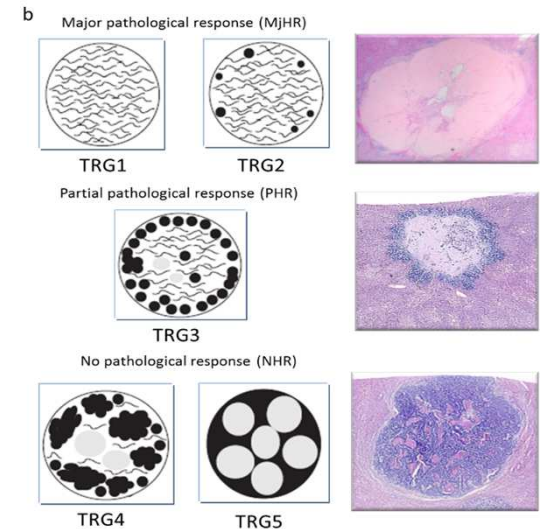 b
Major pathological response (MjHR)
TRG1
TRG2
Partial pathological response (PHR)
TRG3
No pathological response (NHR)
TRG4
TRG5